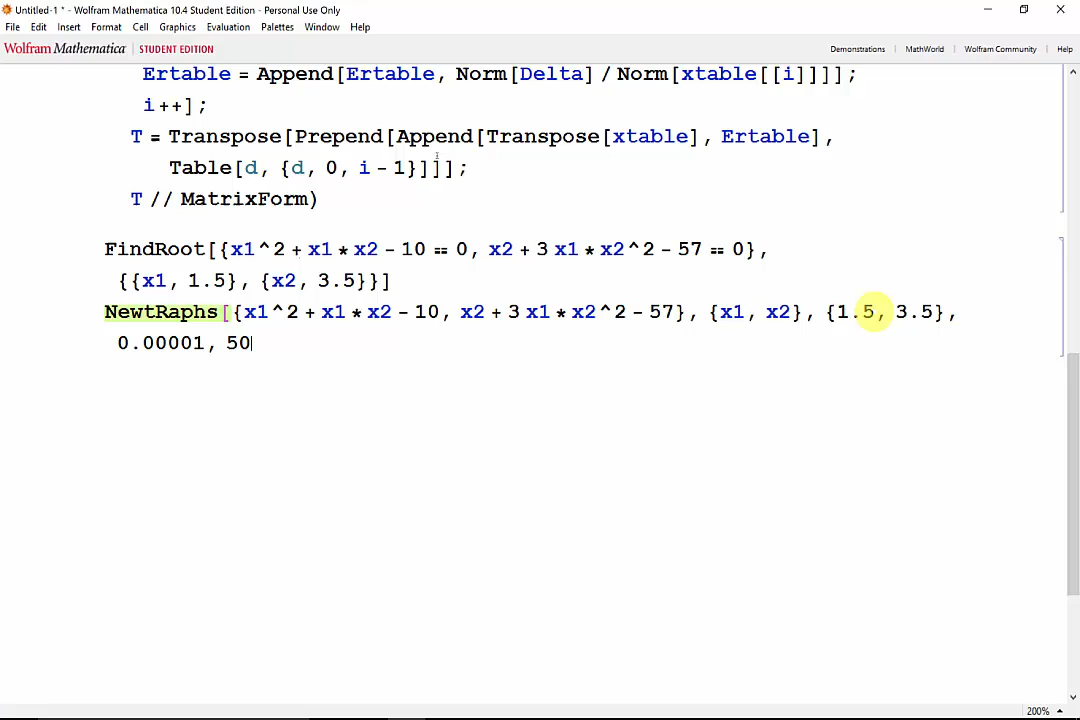 Untitled-1 * - Wolfram Mathematica 10.4 Student Edition - Personal Use Only
File Edit Insert Format Cell Graphics Evaluation Palettes Window Help
Wolfram Mathematica | STUDENT EDITION Demonstrations MathWorld Wolfram Community Help
Ertable = Append[Ertable, Norm[Delta] / Norm[xtable[[i]]]];
i++];
T = Transpose[Prepend[Append[Transpose[xtable], Ertable],
Table[d, {d, 0, i - 1}]]];
T // MatrixForm)
FindRoot[{x1^2 + x1 * x2 - 10 == 0, x2 + 3 x1 * x2^2 - 57 == 0},
{{x1, 1.5}, {x2, 3.5}}]
NewtRaphs[{x1^2 + x1 * x2 - 10, x2 + 3 x1 * x2^2 - 57}, {x1, x2}, {1.5, 3.5},
0.00001, 50
200%